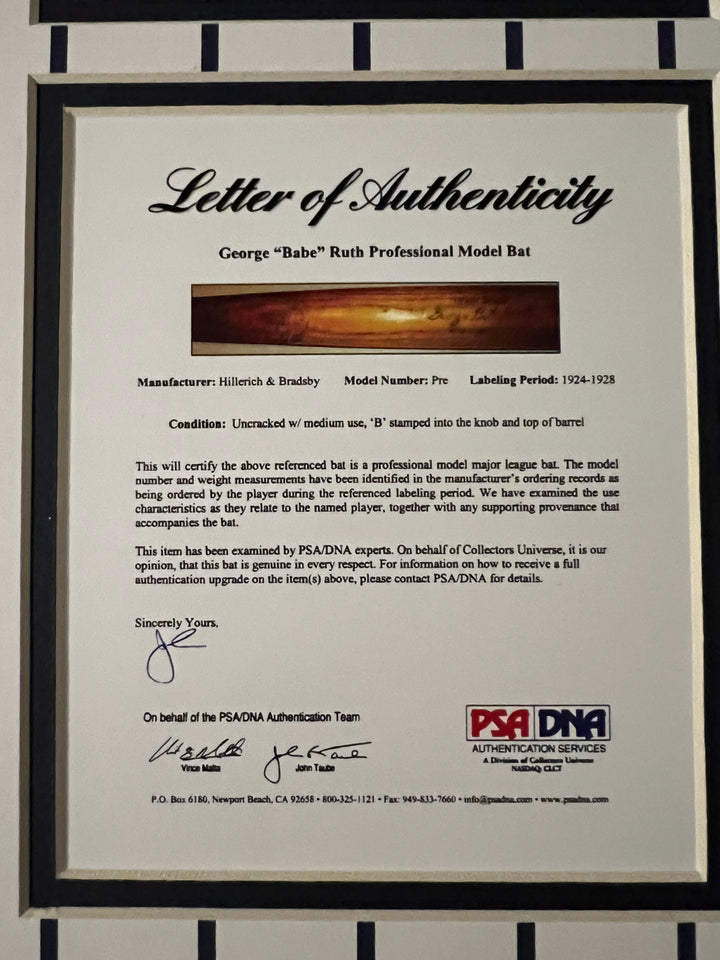 Letter of Authenticity
George “Babe” Ruth Professional Model Bat
Manufacturer: Hillerich & Bradsby Model Number: Pre Labeling Period: 1924-1928
Condition: Uncracked w/ medium use, ‘B’ stamped into the knob and top of barrel
This will certify the above referenced bat is a professional model major league bat. The model
number and weight measurements have been identified in the manufacturer's ordering records as
being ordered by the player during the referenced labeling period. We have examined the use
characteristics as they relate to the named player, together with any supporting provenance that
accompanies the bat.
This item has been examined by PSA/DNA experts. On behalf of Collectors Universe, it is our
opinion, that this bat is genuine in every respect. For information on how to receive a full
authentication upgrade on the item(s) above, please contact PSA/DNA for details.
Sincerely Yours,
On behalf of the PSA/DNA Authentication Team
Vince Malta John Taube
PSA DNA
AUTHENTICATION SERVICES
A Division of Collectors Universe
NASDAQ: CLCT
P.O. Box 6180, Newport Beach, CA 92658 • 800-325-1121 • Fax: 949-833-7660 • info@psadna.com • www.psadna.com